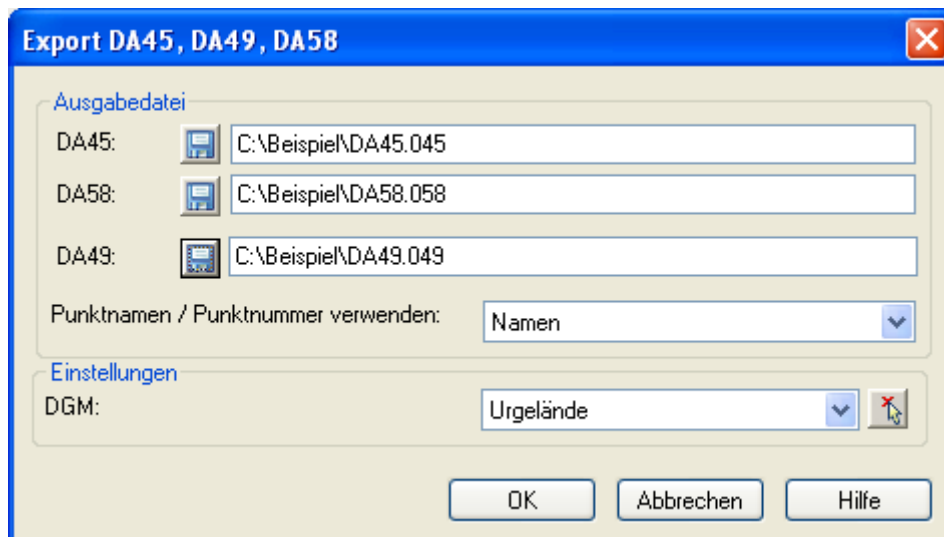 Export DA45, DA49, DA58
Ausgabedatei
DA45: C:\Beispiel\DA45.045
DA58: C:\Beispiel\DA58.058
DA49: C:\Beispiel\DA49.049
Punktnamen / Punktnummer verwenden: Namen
Einstellungen
DGM: Urgelände
OK Abbrechen Hilfe